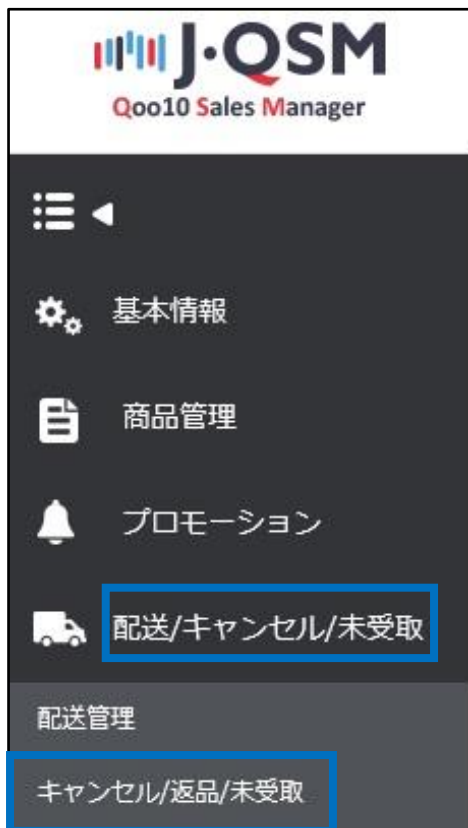 J·QSM
Qoo10 Sales Manager
基本情報
商品管理
プロモーション
配送/キャンセル/未受取
配送管理
キャンセル/返品/未受取